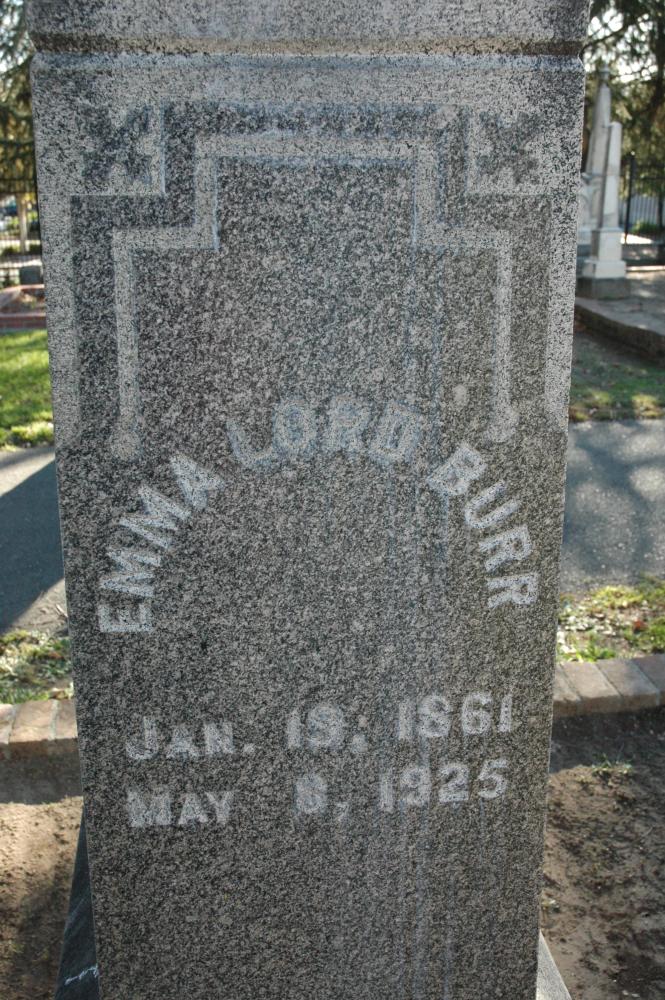 EMMA LORD BURR
JAN. 19. 1861
MAY 8, 1925